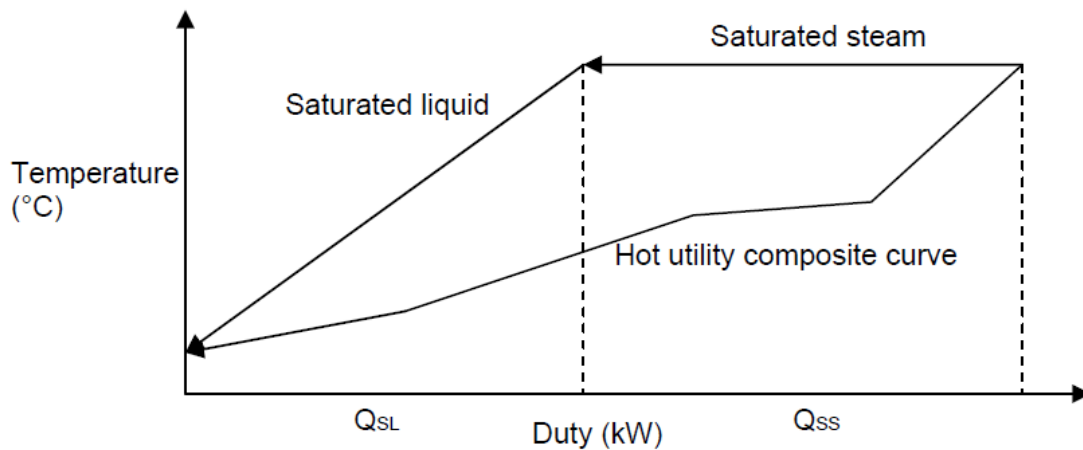 Saturated steam
Saturated liquid
Temperature
(°C)
Hot utility composite curve
QSL
Duty (kW)
QSS